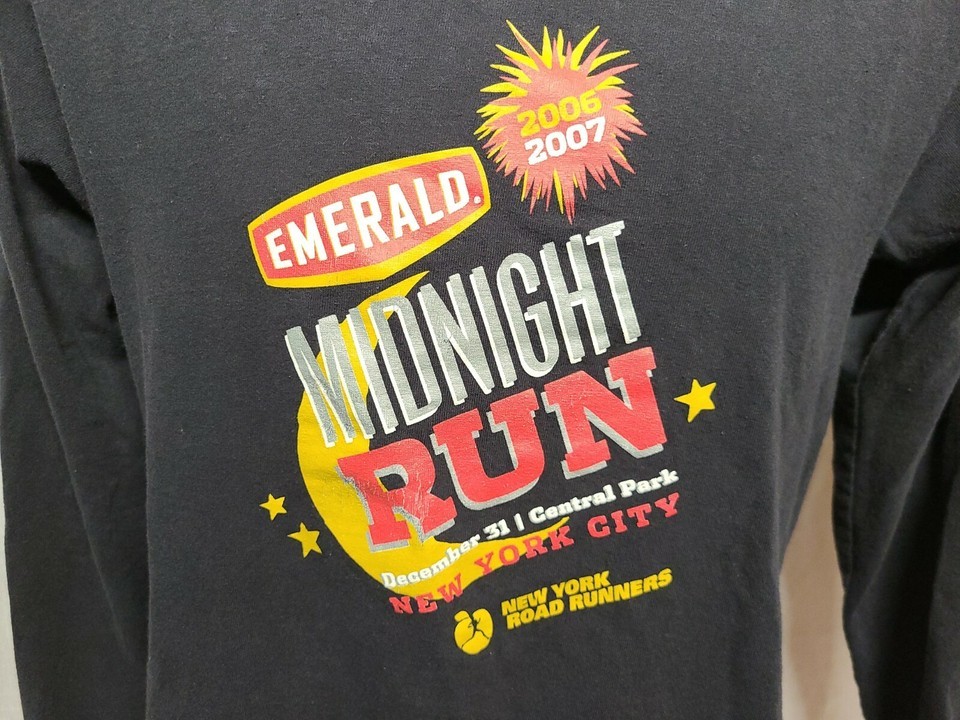 2006
2007
EMERALD.
MIDNIGHT
RUN
December 31 | Central Park
NEW YORK CITY
NEW YORK
ROAD RUNNERS